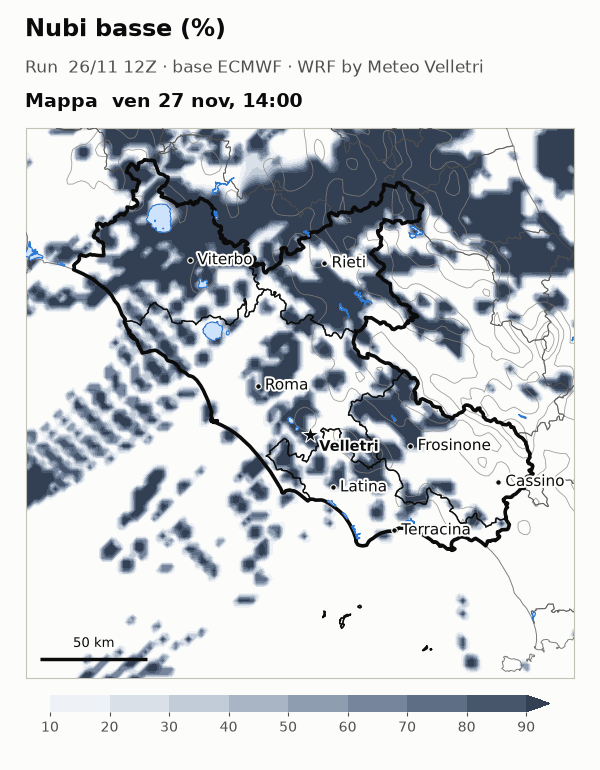 Nubi basse (%)
Run  26/11 12Z · base ECMWF · WRF by Meteo Velletri
Mappa  ven 27 nov, 14:00
Viterbo
Rieti
Roma
Velletri
Frosinone
Cassino
Latina
Terracina
50 km
10 20 30 40 50 60 70 80 90